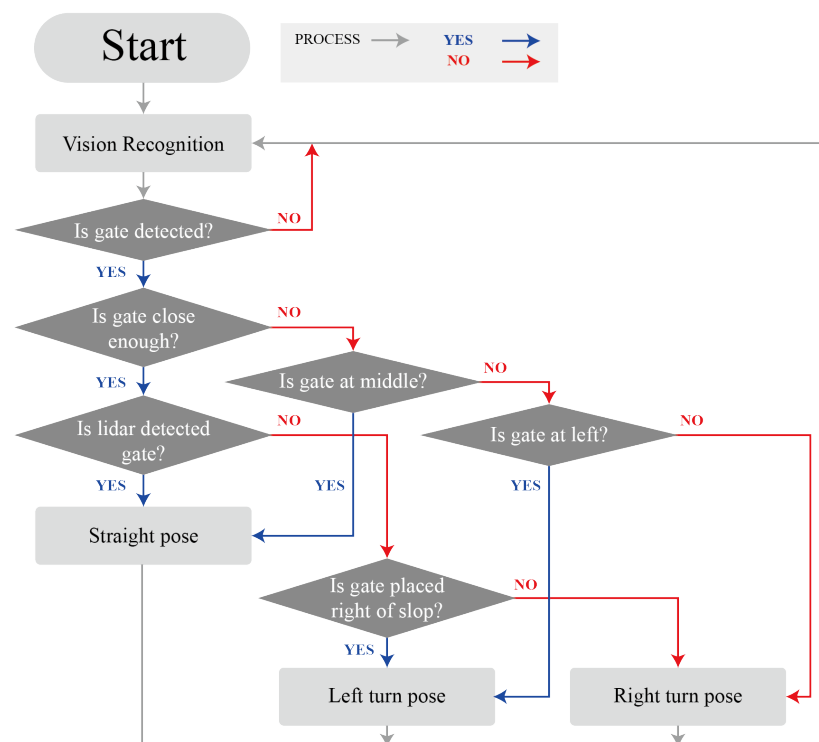 Start
PROCESS
YES
NO
Vision Recognition
Is gate detected?
NO
YES
Is gate close
enough?
NO
YES
Is gate at middle?
NO
YES
Is gate at left?
NO
YES
Is lidar detected
gate?
NO
YES
Straight pose
Is gate placed
right of slop?
NO
YES
Left turn pose
Right turn pose